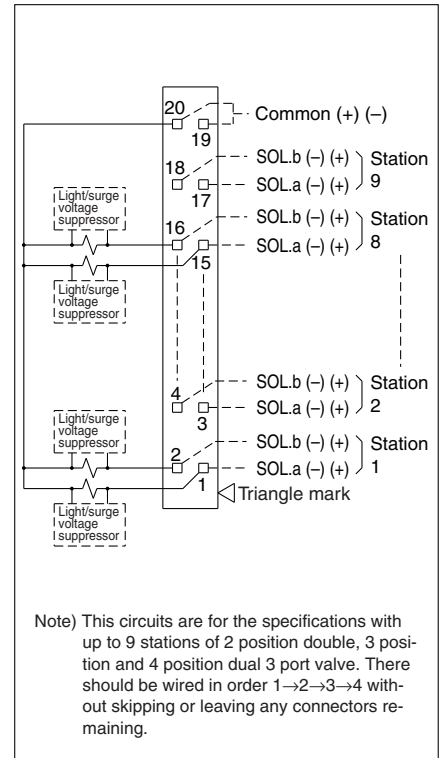 20
Common (+) (–)
19
18
SOL.b (–) (+)
Station
9
17
SOL.a (–) (+)
Light/surge
voltage
suppressor
16
SOL.b (–) (+)
Station
8
15
SOL.a (–) (+)
Light/surge
voltage
suppressor
4
SOL.b (–) (+)
Station
2
3
SOL.a (–) (+)
Light/surge
voltage
suppressor
2
SOL.b (–) (+)
Station
1
1
SOL.a (–) (+)
Triangle mark
Light/surge
voltage
suppressor
Note) This circuits are for the specifications with
up to 9 stations of 2 position double, 3 posi-
tion and 4 position dual 3 port valve. There
should be wired in order 1→2→3→4 with-
out skipping or leaving any connectors re-
maining.